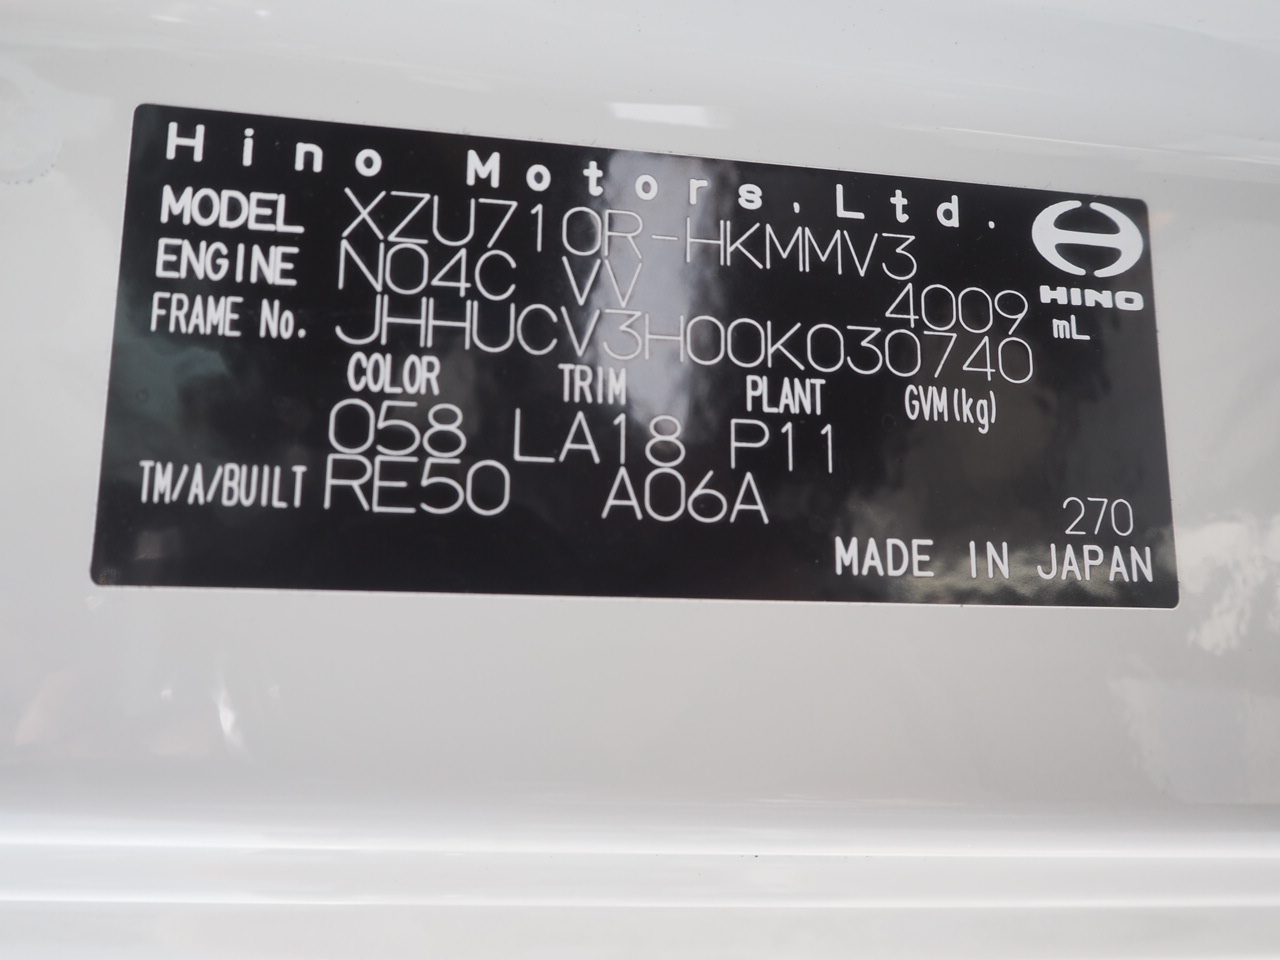 Hino Motors, Ltd.
MODEL XZU710R-HKMMV3
ENGINE N04C VV 4009 mL
HINO
FRAME No. JHHUCV3H00K030740
COLOR TRIM PLANT GVM(kg)
058 LA18 P11
TM/A/BUILT RE50 A06A
270
MADE IN JAPAN